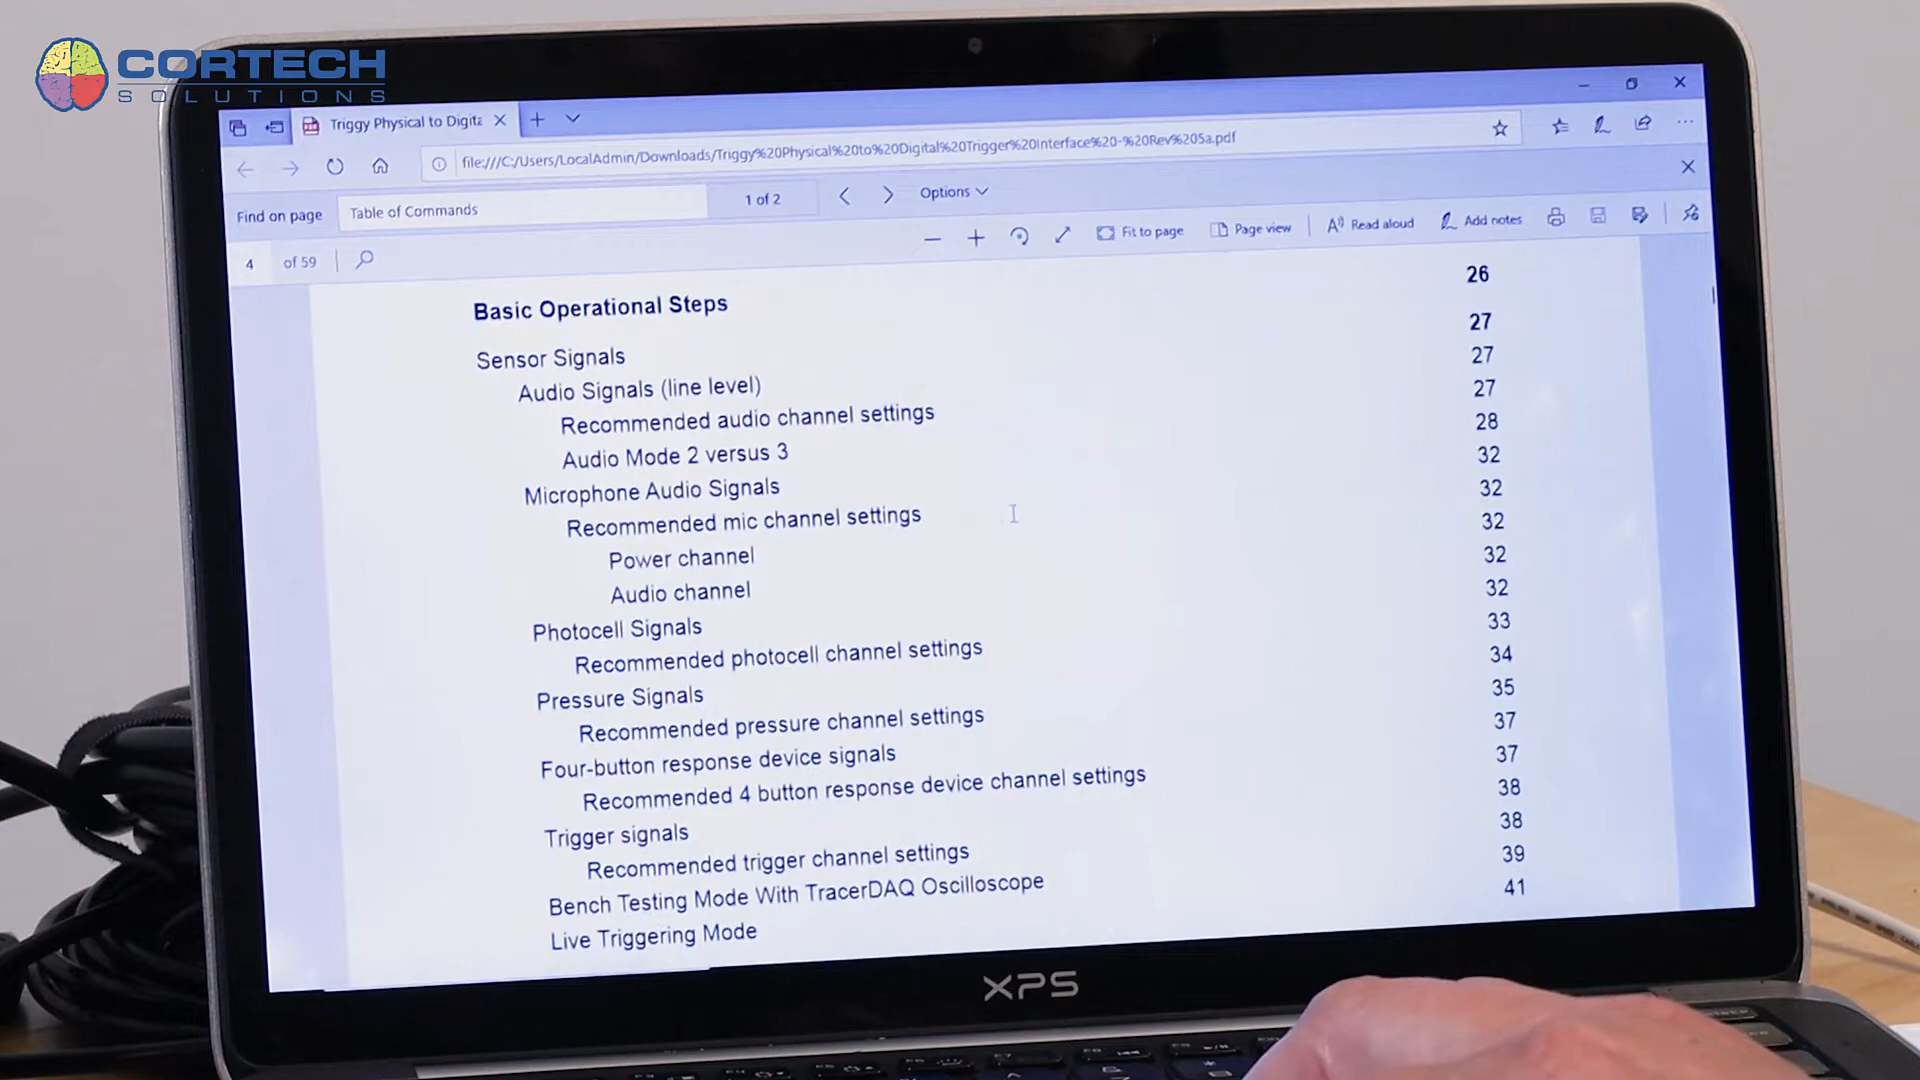 CORTECH
SOLUTIONS
Triggy Physical to Digita
file:///C:/Users/LocalAdmin/Downloads/Triggy%20Physical%20to%20Digital%20Trigger%20Interface%20-%20Rev%205a.pdf
Find on page
Table of Commands
1 of 2
Options
4 of 59
Fit to page
Page view
Read aloud
Add notes
Basic Operational Steps 26
27
Sensor Signals 27
Audio Signals (line level) 27
Recommended audio channel settings 28
Audio Mode 2 versus 3 32
Microphone Audio Signals 32
Recommended mic channel settings 32
Power channel 32
Audio channel 32
Photocell Signals 33
Recommended photocell channel settings 34
Pressure Signals 35
Recommended pressure channel settings 37
Four-button response device signals 37
Recommended 4 button response device channel settings 38
Trigger signals 38
Recommended trigger channel settings 39
Bench Testing Mode With TracerDAQ Oscilloscope 41
Live Triggering Mode
XPS